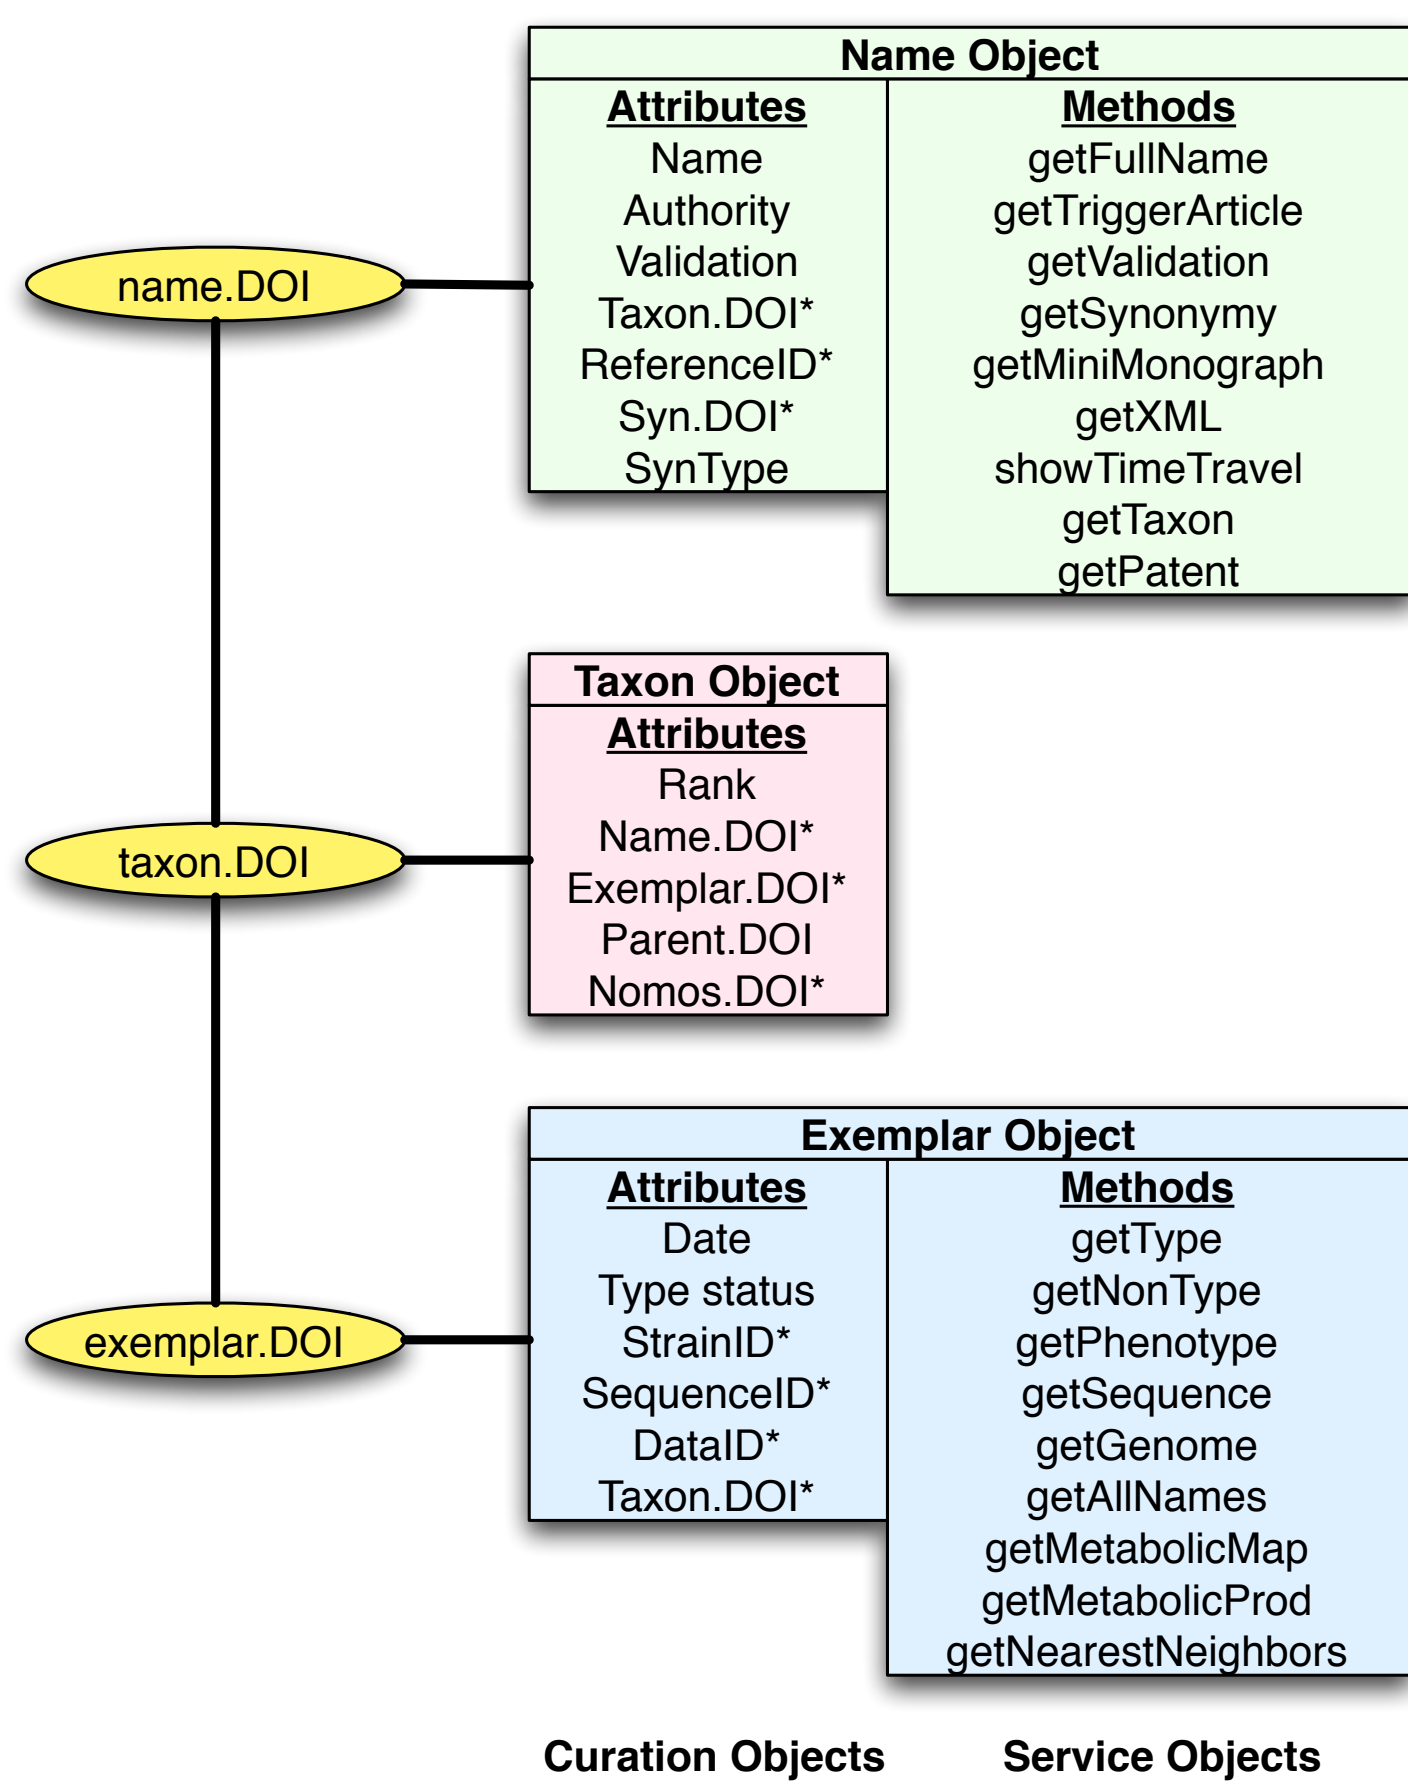 Name Object
Attributes
Name
Authority
Validation
Taxon.DOI*
ReferenceID*
Syn.DOI*
SynType
Methods
getFullName
getTriggerArticle
getValidation
getSynonymy
getMiniMonograph
getXML
showTimeTravel
getTaxon
getPatent
name.DOI
Taxon Object
Attributes
Rank
Name.DOI*
Exemplar.DOI*
Parent.DOI
Nomos.DOI*
taxon.DOI
Exemplar Object
Attributes
Date
Type status
StrainID*
SequenceID*
DataID*
Taxon.DOI*
Methods
getType
getNonType
getPhenotype
getSequence
getGenome
getAllNames
getMetabolicMap
getMetabolicProd
getNearestNeighbors
exemplar.DOI
Curation Objects
Service Objects